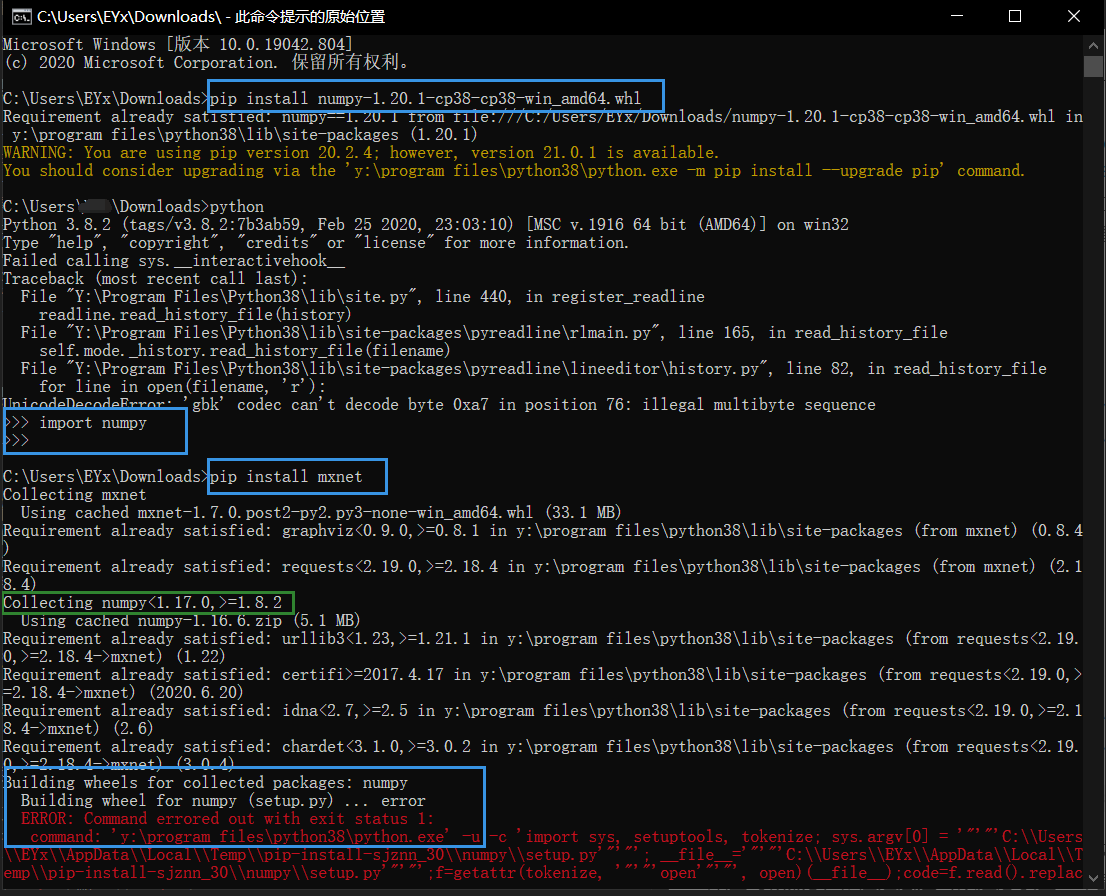 C:\Users\EYx\Downloads\ - 此命令提示的原始位置
Microsoft Windows [版本 10.0.19042.804]
(c) 2020 Microsoft Corporation. 保留所有权利。
C:\Users\EYx\Downloads>pip install numpy-1.20.1-cp38-cp38-win_amd64.whl
Requirement already satisfied: numpy==1.20.1 from file:///C:/Users/EYx/Downloads/numpy-1.20.1-cp38-cp38-win_amd64.whl in
 y:\program files\python38\lib\site-packages (1.20.1)
WARNING: You are using pip version 20.2.4; however, version 21.0.1 is available.
You should consider upgrading via the 'y:\program files\python38\python.exe -m pip install --upgrade pip' command.
C:\Users\ \Downloads>python
Python 3.8.2 (tags/v3.8.2:7b3ab59, Feb 25 2020, 23:03:10) [MSC v.1916 64 bit (AMD64)] on win32
Type "help", "copyright", "credits" or "license" for more information.
Failed calling sys.__interactivehook__
Traceback (most recent call last):
  File "Y:\Program Files\Python38\lib\site.py", line 440, in register_readline
    readline.read_history_file(history)
  File "Y:\Program Files\Python38\lib\site-packages\pyreadline\rlmain.py", line 165, in read_history_file
    self.mode._history.read_history_file(filename)
  File "Y:\Program Files\Python38\lib\site-packages\pyreadline\lineeditor\history.py", line 82, in read_history_file
    for line in open(filename, 'r'):
UnicodeDecodeError: 'gbk' codec can't decode byte 0xa7 in position 76: illegal multibyte sequence
>>> import numpy
>>>
C:\Users\EYx\Downloads>pip install mxnet
Collecting mxnet
  Using cached mxnet-1.7.0.post2-py2.py3-none-win_amd64.whl (33.1 MB)
Requirement already satisfied: graphviz<0.9.0,>=0.8.1 in y:\program files\python38\lib\site-packages (from mxnet) (0.8.4
)
Requirement already satisfied: requests<2.19.0,>=2.18.4 in y:\program files\python38\lib\site-packages (from mxnet) (2.1
8.4)
Collecting numpy<1.17.0,>=1.8.2
  Using cached numpy-1.16.6.zip (5.1 MB)
Requirement already satisfied: urllib3<1.23,>=1.21.1 in y:\program files\python38\lib\site-packages (from requests<2.19.
0,>=2.18.4->mxnet) (1.22)
Requirement already satisfied: certifi>=2017.4.17 in y:\program files\python38\lib\site-packages (from requests<2.19.0,>
=2.18.4->mxnet) (2020.6.20)
Requirement already satisfied: idna<2.7,>=2.5 in y:\program files\python38\lib\site-packages (from requests<2.19.0,>=2.1
8.4->mxnet) (2.6)
Requirement already satisfied: chardet<3.1.0,>=3.0.2 in y:\program files\python38\lib\site-packages (from requests<2.19.
0,>=2.18.4->mxnet) (3.0.4)
Building wheels for collected packages: numpy
  Building wheel for numpy (setup.py) ... error
  ERROR: Command errored out with exit status 1:
   command: 'y:\program files\python38\python.exe' -u -c 'import sys, setuptools, tokenize; sys.argv[0] = '"'"'C:\\Users
\\EYx\\AppData\\Local\\Temp\\pip-install-sjznn_30\\numpy\\setup.py'"'"'; __file__='"'"'C:\\Users\\EYx\\AppData\\Local\\T
emp\\pip-install-sjznn_30\\numpy\\setup.py'"'"';f=getattr(tokenize, '"'"'open'"'"', open)(__file__);code=f.read().replac